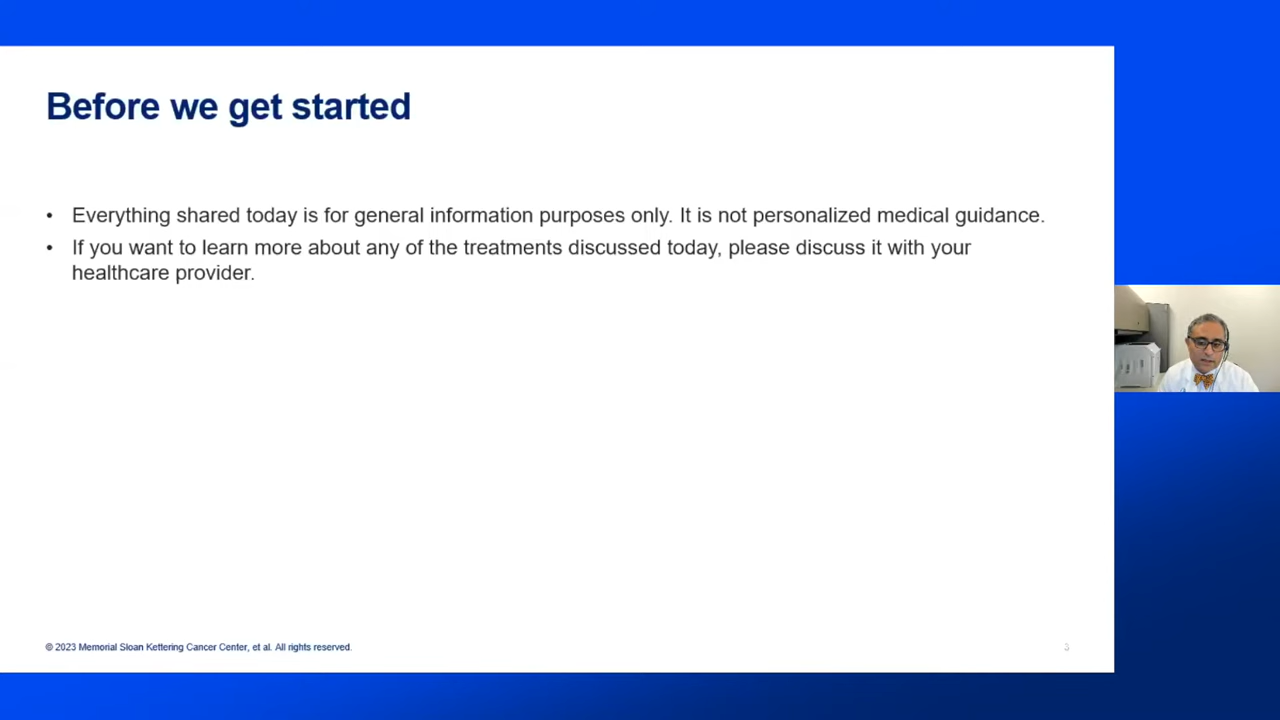 Before we get started
• Everything shared today is for general information purposes only. It is not personalized medical guidance.
• If you want to learn more about any of the treatments discussed today, please discuss it with your
healthcare provider.
© 2023 Memorial Sloan Kettering Cancer Center, et al. All rights reserved.
3